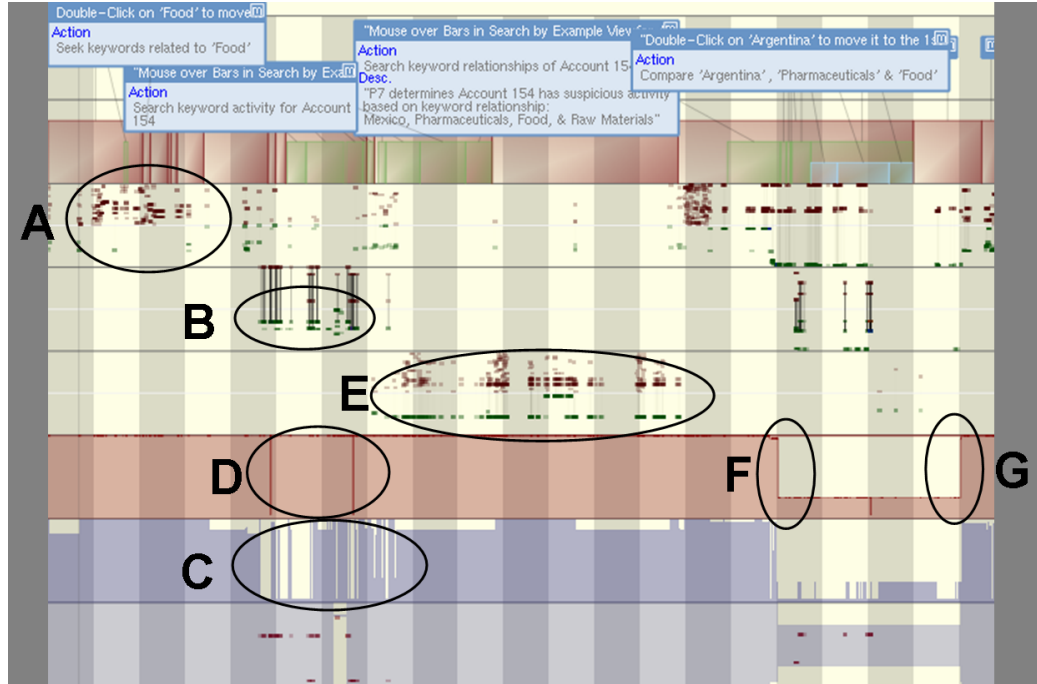 Double-Click on 'Food' to move
Action
Seek keywords related to 'Food'
"Mouse over Bars in Search by Exa
Action
Search keyword activity for Account
154
"Mouse over Bars in Search by Example View
Action
Search keyword relationships of Account 154
Desc.
"P7 determines Account 154 has suspicious activity
based on keyword relationship:
Mexico, Pharmaceuticals, Food, & Raw Materials"
"Double-Click on 'Argentina' to move it to the 1s
Action
Compare 'Argentina', 'Pharmaceuticals' & 'Food'
A
B
E
D
F
G
C